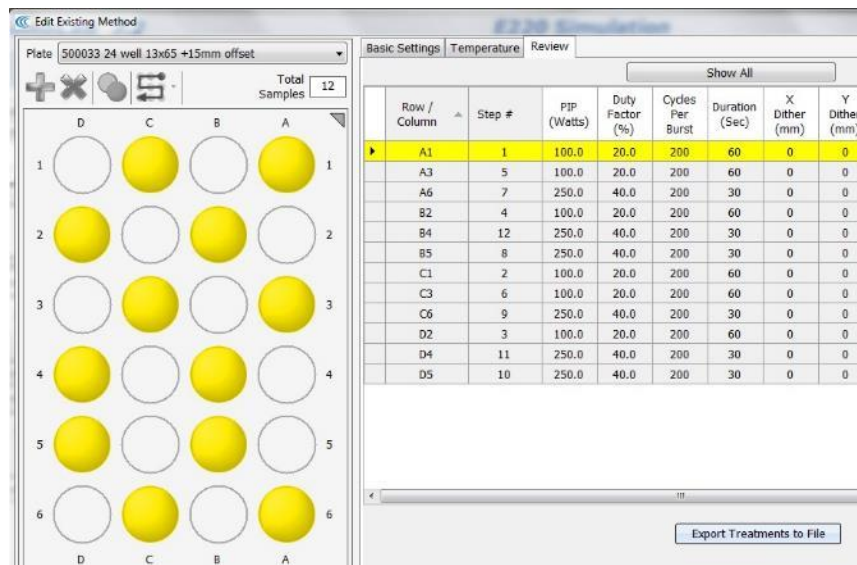 Edit Existing Method
E220 Simulation
Plate 500033 24 well 13x65 +15mm offset
Total Samples 12
D C B A
1 1
2 2
3 3
4 4
5 5
6 6
D C B A
Basic Settings Temperature Review
Show All
Row / Column Step # PIP (Watts) Duty Factor (%) Cycles Per Burst Duration (Sec) X Dither (mm) Y Dither (mm)
A1 1 100.0 20.0 200 60 0 0
A3 5 100.0 20.0 200 60 0 0
A6 7 250.0 40.0 200 30 0 0
B2 4 100.0 20.0 200 60 0 0
B4 12 250.0 40.0 200 30 0 0
B5 8 250.0 40.0 200 30 0 0
C1 2 100.0 20.0 200 60 0 0
C3 6 100.0 20.0 200 60 0 0
C6 9 250.0 40.0 200 30 0 0
D2 3 100.0 20.0 200 60 0 0
D4 11 250.0 40.0 200 30 0 0
D5 10 250.0 40.0 200 30 0 0
Export Treatments to File